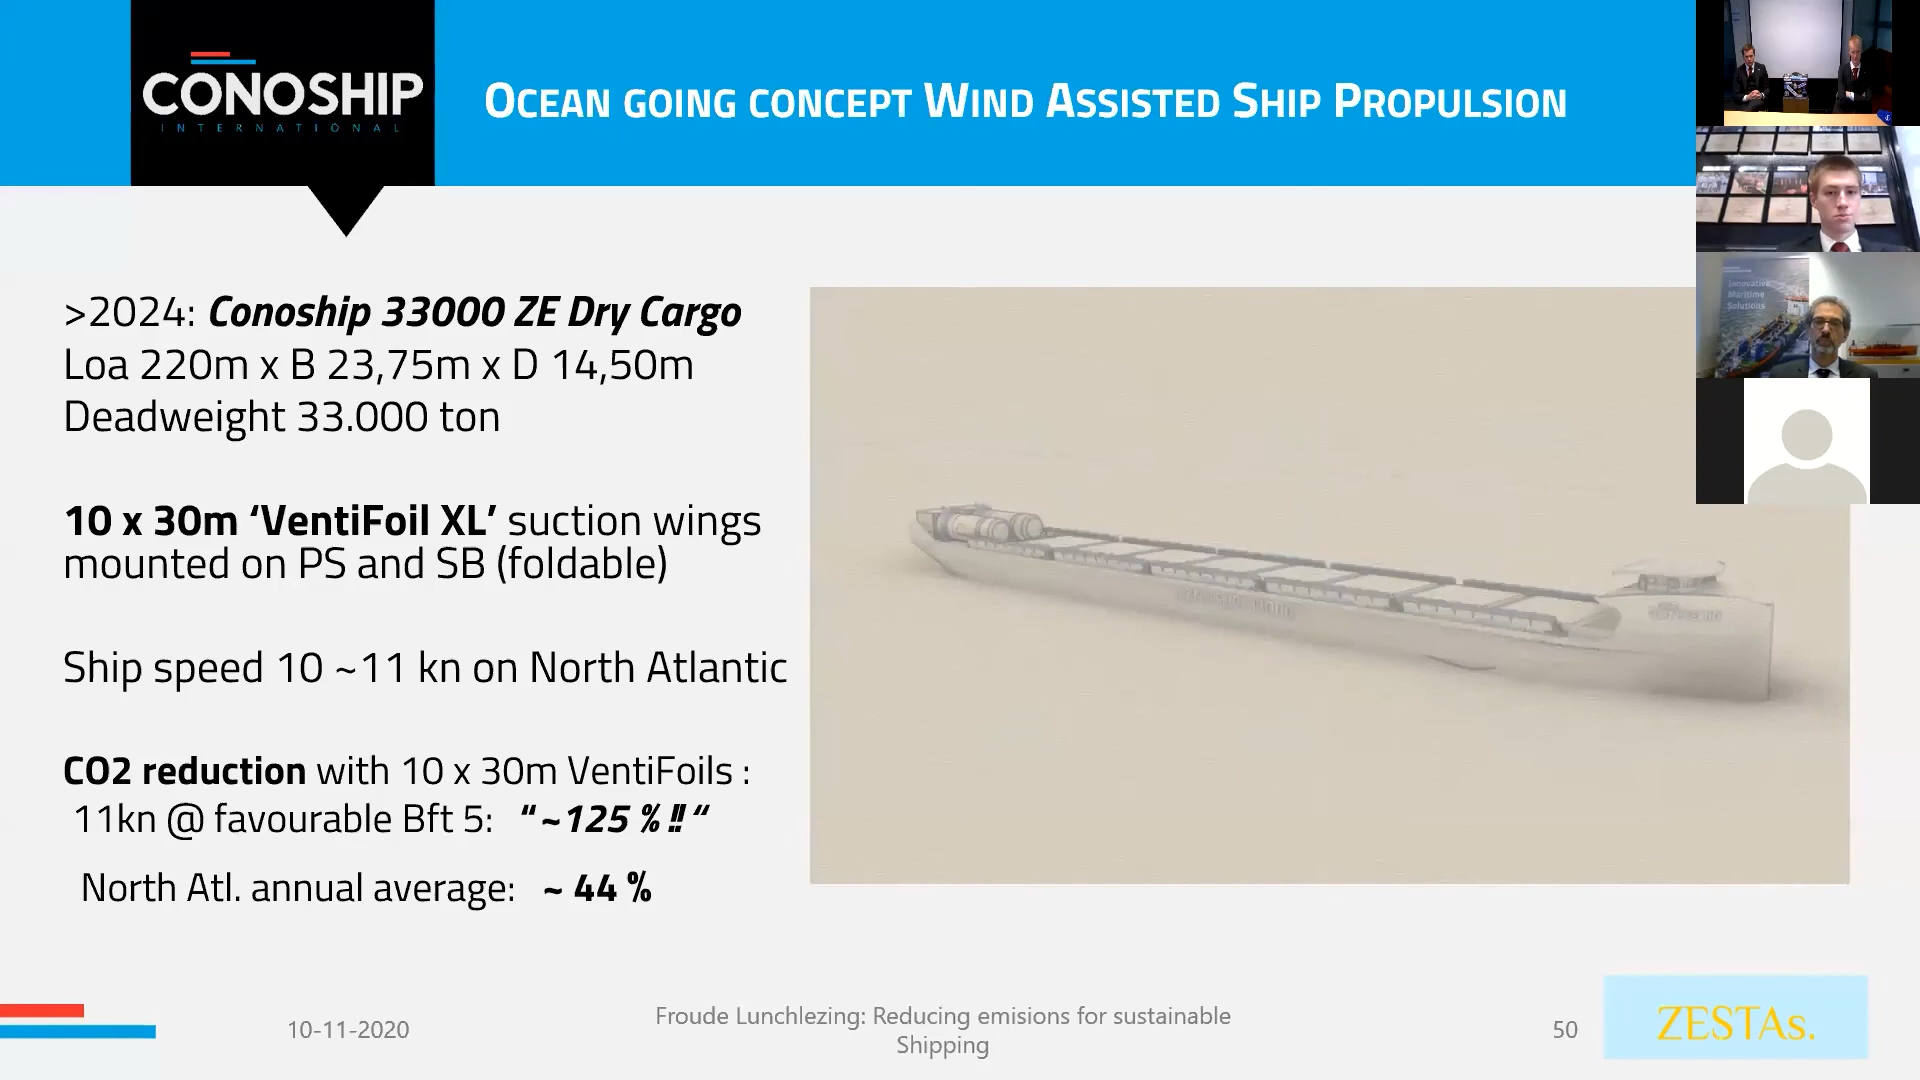 CONOSHIP
INTERNATIONAL
OCEAN GOING CONCEPT WIND ASSISTED SHIP PROPULSION
Innovative
Maritime
Solutions
>2024: Conoship 33000 ZE Dry Cargo
Loa 220m x B 23,75m x D 14,50m
Deadweight 33.000 ton
10 x 30m ‘VentiFoil XL’ suction wings
mounted on PS and SB (foldable)
Ship speed 10 ~11 kn on North Atlantic
CO2 reduction with 10 x 30m VentiFoils :
11kn @ favourable Bft 5: “~125 % !! “
North Atl. annual average: ~ 44 %
10-11-2020
Froude Lunchlezing: Reducing emisions for sustainable
Shipping
50
ZESTAs.